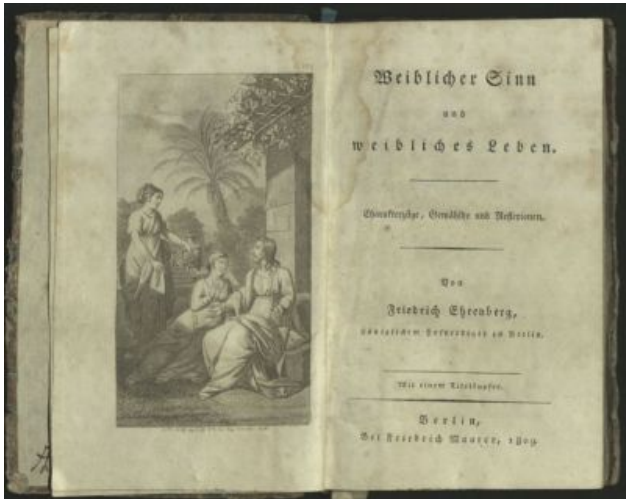 Weiblicher Sinn
und
weibliches Leben.
Charakterzüge, Gemählde und Reflexionen.
Von
Friedrich Ehrenberg,
königlichem Hofprediger zu Berlin.
Mit einem Titelkupfer.
Berlin,
Bei Friedrich Maurer, 1809.